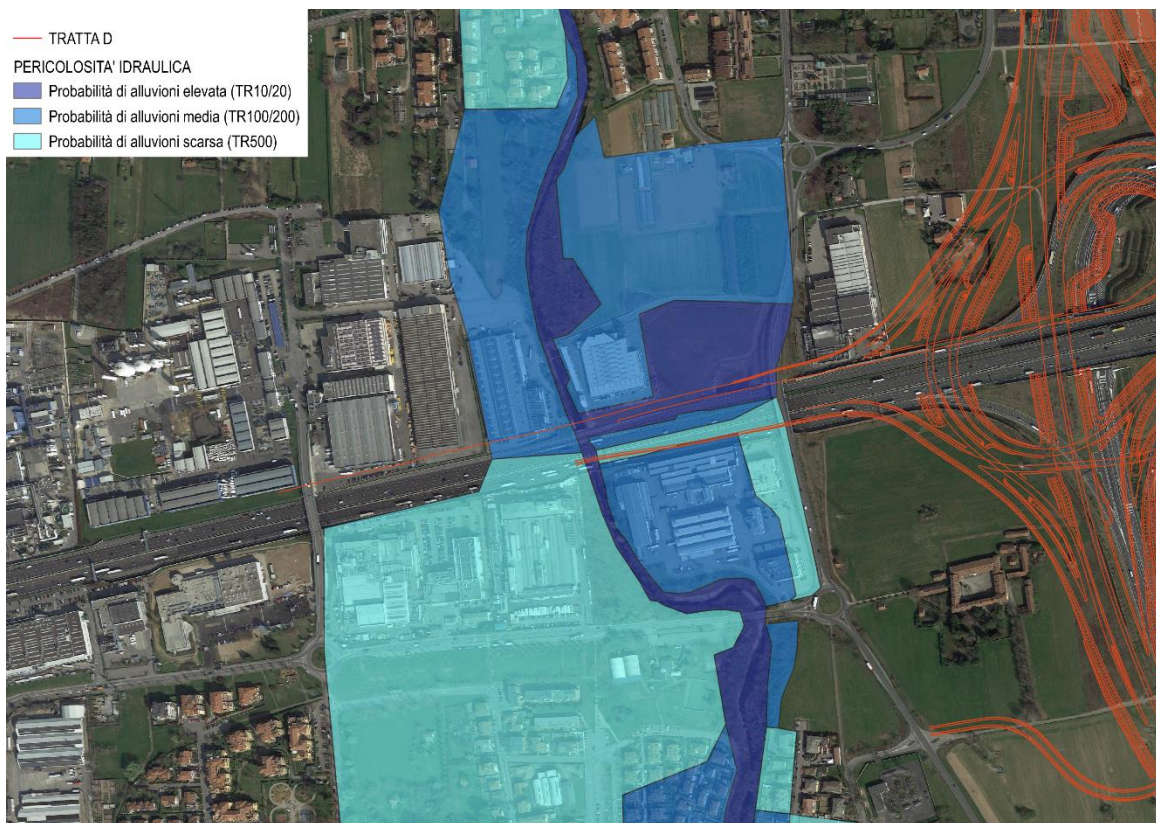 TRATTA D
PERICOLOSITA' IDRAULICA
Probabilità di alluvioni elevata (TR10/20)
Probabilità di alluvioni media (TR100/200)
Probabilità di alluvioni scarsa (TR500)